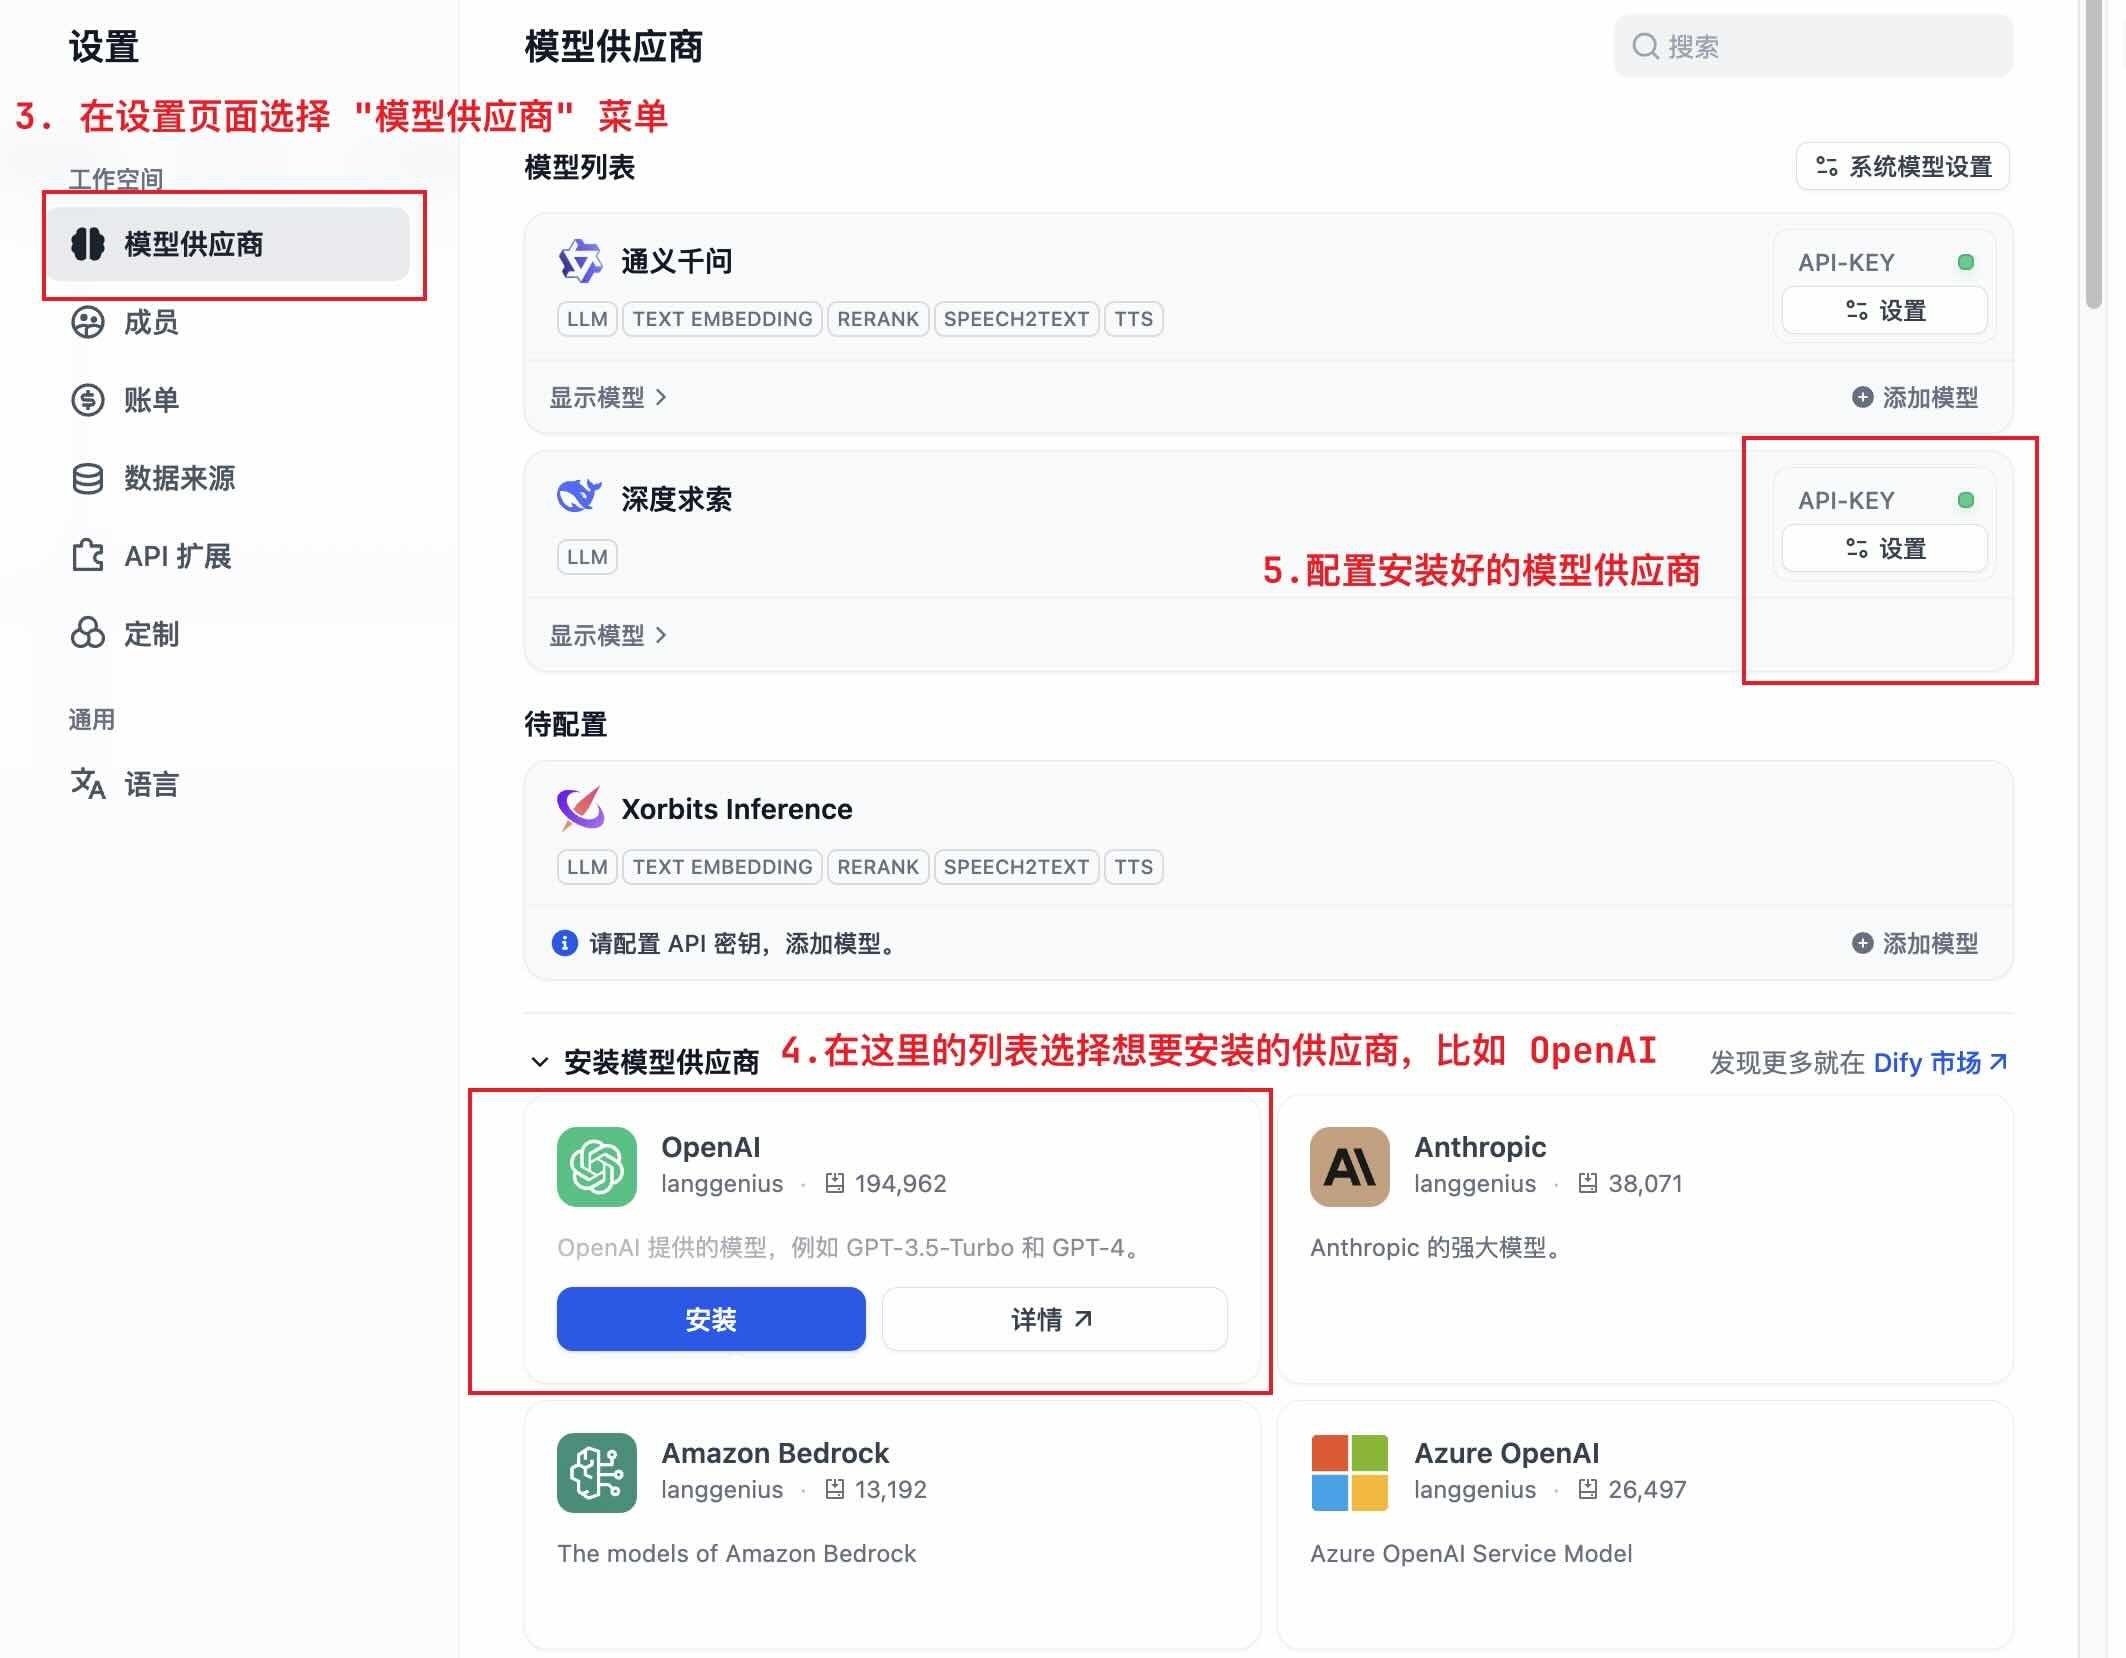 设置
3. 在设置页面选择 "模型供应商" 菜单
工作空间
模型供应商
成员
账单
数据来源
API 扩展
定制
通用
语言
模型供应商
搜索
模型列表
系统模型设置
通义千问
LLM TEXT EMBEDDING RERANK SPEECH2TEXT TTS
API-KEY
设置
显示模型
添加模型
深度求索
LLM
API-KEY
设置
5.配置安装好的模型供应商
显示模型
待配置
Xorbits Inference
LLM TEXT EMBEDDING RERANK SPEECH2TEXT TTS
请配置 API 密钥，添加模型。
添加模型
安装模型供应商
4.在这里的列表选择想要安装的供应商，比如 OpenAI
发现更多就在 Dify 市场
OpenAI
langgenius · 194,962
OpenAI 提供的模型，例如 GPT-3.5-Turbo 和 GPT-4。
安装
详情
Anthropic
langgenius · 38,071
Anthropic 的强大模型。
Amazon Bedrock
langgenius · 13,192
The models of Amazon Bedrock
Azure OpenAI
langgenius · 26,497
Azure OpenAI Service Model